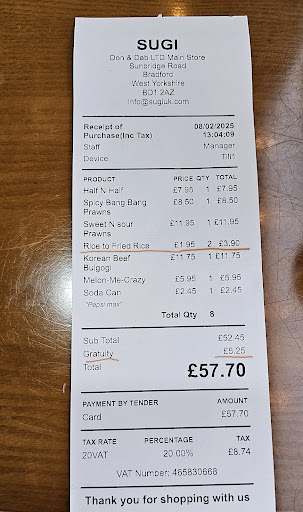 SUGI
Don & Dab LTD Main Store
Sunbridge Road
Bradford
West Yorkshire
BD1 2AZ
Info@sugiuk.com
Receipt of 08/02/2025
Purchase(Inc Tax) 13:04:09
Staff Manager
Device Till1
PRODUCT PRICE QTY TOTAL
Half N Half £7.95 1 £7.95
Spicy Bang Bang £8.50 1 £8.50
Prawns
Sweet N sour £11.95 1 £11.95
Prawns
Rice to Fried Rice £1.95 2 £3.90
Korean Beef £11.75 1 £11.75
Bulgogi
Melon-Me-Crazy £5.95 1 £5.95
Soda Can £2.45 1 £2.45
"Pepsi max"
Total Qty 8
Sub Total £52.45
Gratuity £5.25
Total £57.70
PAYMENT BY TENDER AMOUNT
Card £57.70
TAX RATE PERCENTAGE TAX
20VAT 20.00% £8.74
VAT Number: 465830668
Thank you for shopping with us